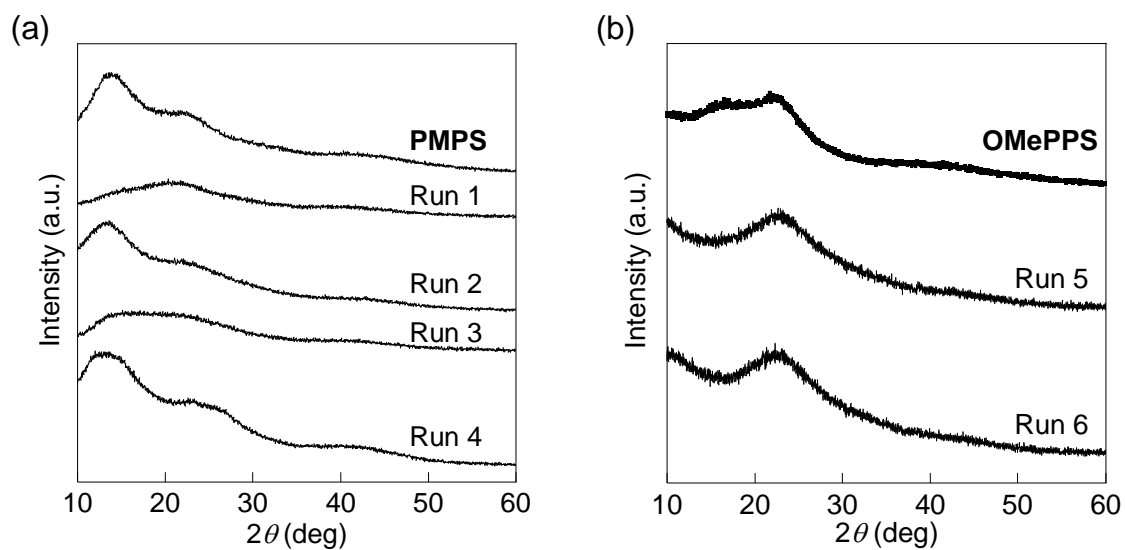 (a)
PMPS
Run 1
Run 2
Run 3
Run 4
Intensity (a.u.)
10 20 30 40 50 60
2θ (deg)
(b)
OMePPS
Run 5
Run 6
Intensity (a.u.)
10 20 30 40 50 60
2θ (deg)